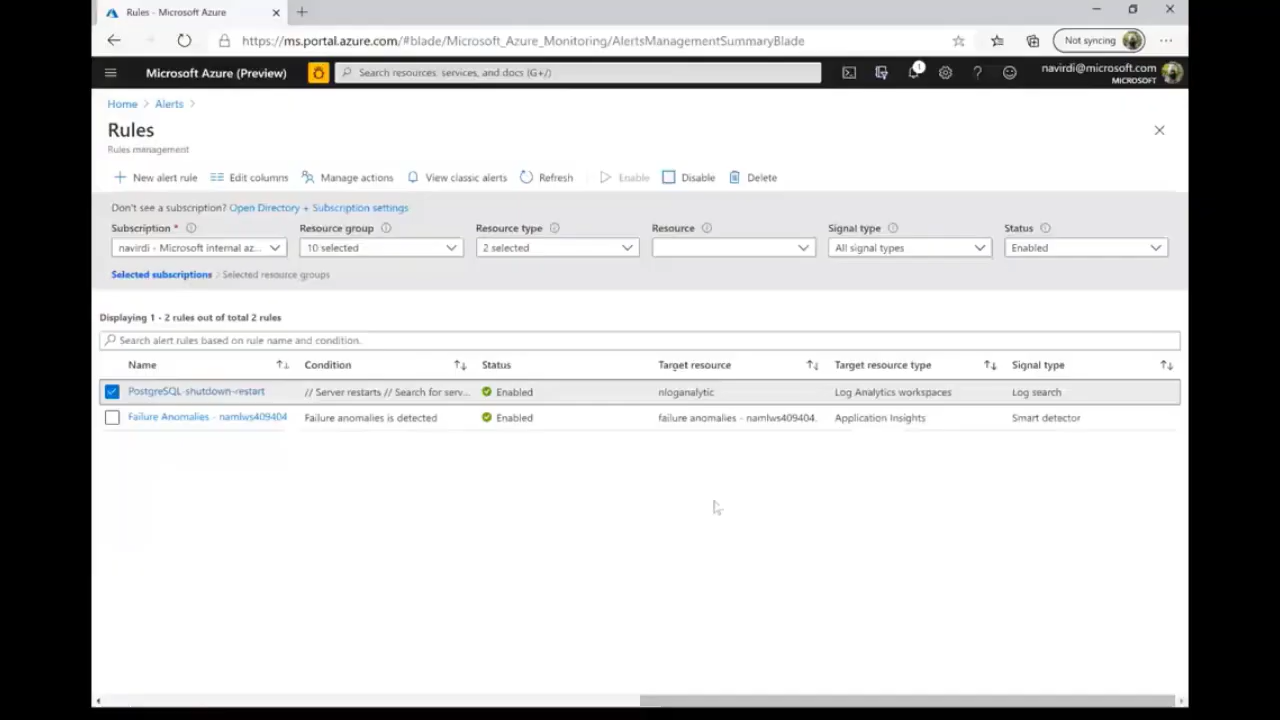 Rules - Microsoft Azure
https://ms.portal.azure.com/#blade/Microsoft_Azure_Monitoring/AlertsManagementSummaryBlade
Not syncing
Microsoft Azure (Preview)
Search resources, services, and docs (G+/)
1
navirdi@microsoft.com
MICROSOFT
Home > Alerts >
Rules
Rules management
New alert rule Edit columns Manage actions View classic alerts Refresh Enable Disable Delete
Don't see a subscription? Open Directory + Subscription settings
Subscription * Resource group Resource type Resource Signal type Status
navirdi - Microsoft internal az... 10 selected 2 selected All signal types Enabled
Selected subscriptions > Selected resource groups
Displaying 1 - 2 rules out of total 2 rules
Search alert rules based on rule name and condition.
Name Condition Status Target resource Target resource type Signal type
PostgreSQL-shutdown-restart // Server restarts // Search for serv... Enabled nloganalytic Log Analytics workspaces Log search
Failure Anomalies - namlws409404 Failure anomalies is detected Enabled failure anomalies - namlws409404. Application Insights Smart detector